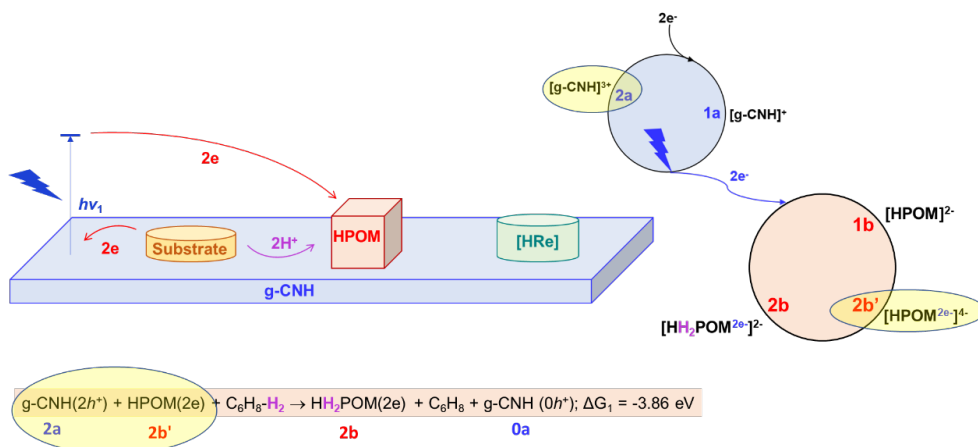 2e-
[g-CNH]³⁺
2a
1a
[g-CNH]⁺
2e
2e-
hv₁
HPOM
[HPOM]²⁻
1b
Substrate
2H⁺
[HRe]
2e
g-CNH
2b
2b’
[HPOM²ᵉ⁻]⁴⁻
[HH₂POM²ᵉ⁻]²⁻
g-CNH(2h⁺) + HPOM(2e) + C₆H₈-H₂ → HH₂POM(2e) + C₆H₈ + g-CNH (0h⁺); ΔG₁ = -3.86 eV
2a 2b' 2b 0a